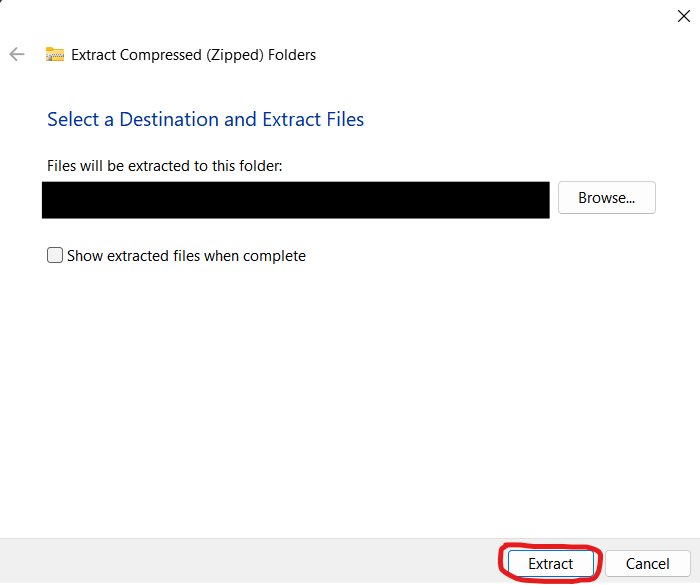 Extract Compressed (Zipped) Folders
Select a Destination and Extract Files
Files will be extracted to this folder:
Browse...
Show extracted files when complete
Extract Cancel